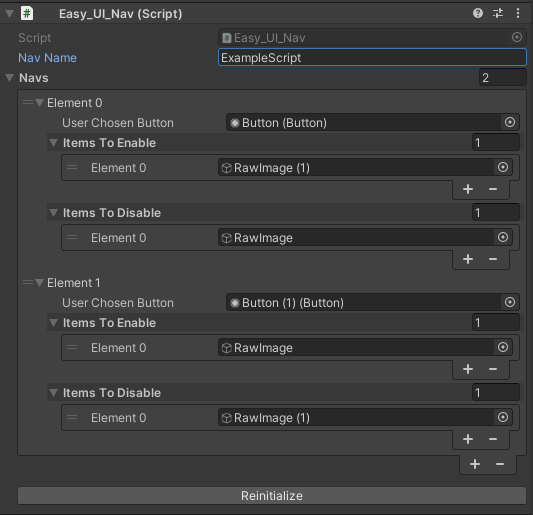 Easy_UI_Nav (Script)
Script Easy_UI_Nav
Nav Name ExampleScript
Navs 2
Element 0
User Chosen Button Button (Button)
Items To Enable 1
Element 0 RawImage (1)
+ −
Items To Disable 1
Element 0 RawImage
+ −
Element 1
User Chosen Button Button (1) (Button)
Items To Enable 1
Element 0 RawImage
+ −
Items To Disable 1
Element 0 RawImage (1)
+ −
+ −
Reinitialize